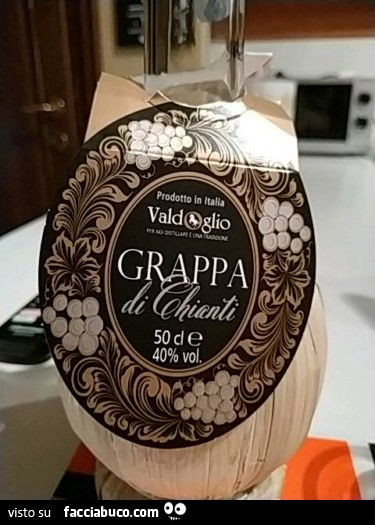 Prodotto in Italia
Valdoglio
PER NOI DISTILLARE È UNA TRADIZIONE
GRAPPA
di Chianti
50 cl e
40% vol.
visto su facciabuco.com